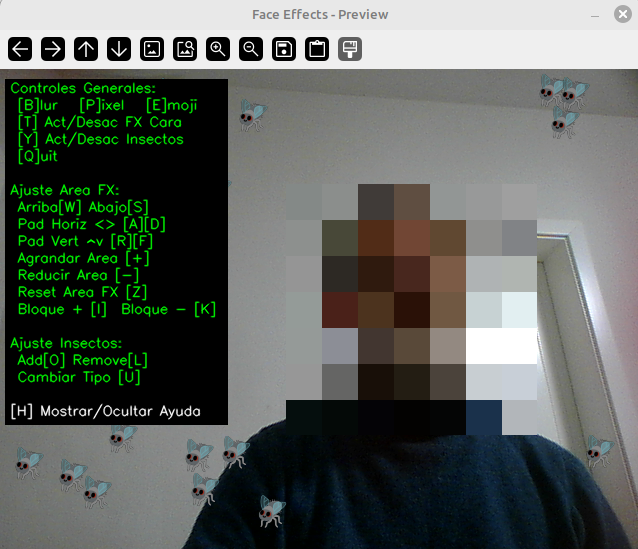 Face Effects - Preview
Controles Generales:
[B]lur [P]ixel [E]moji
[T] Act/Desac FX Cara
[Y] Act/Desac Insectos
[Q]uit
Ajuste Area FX:
Arriba[W] Abajo[S]
Pad Horiz <> [A][D]
Pad Vert ^v [R][F]
Agrandar Area [+]
Reducir Area [-]
Reset Area FX [Z]
Bloque + [I] Bloque - [K]
Ajuste Insectos:
Add[O] Remove[L]
Cambiar Tipo [U]
[H] Mostrar/Ocultar Ayuda